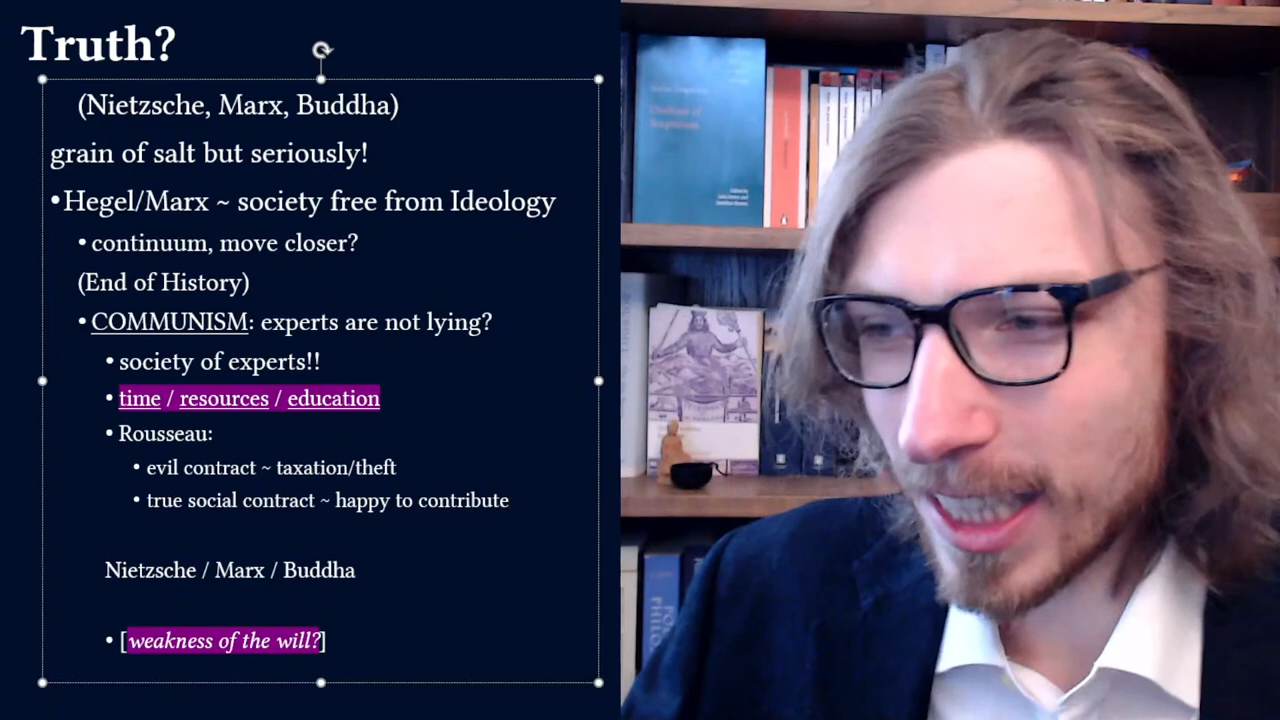 Truth?
(Nietzsche, Marx, Buddha)
grain of salt but seriously!
•Hegel/Marx ~ society free from Ideology
• continuum, move closer?
(End of History)
• COMMUNISM: experts are not lying?
• society of experts!!
• time / resources / education
• Rousseau:
• evil contract ~ taxation/theft
• true social contract ~ happy to contribute
Nietzsche / Marx / Buddha
• [weakness of the will?]